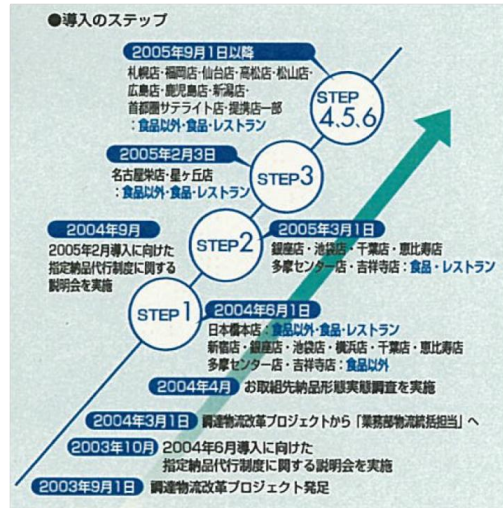 ●導入のステップ
2005年9月1日以降
札幌店・福岡店・仙台店・高松店・松山店・
広島店・鹿児島店・新潟店・
首都圏サテライト店・提携店一部
：食品以外・食品・レストラン
STEP
4、5、6
2005年2月3日
名古屋栄店・星ヶ丘店
：食品以外・食品・レストラン
STEP3
2004年9月
2005年2月導入に向けた
指定納品代行制度に関する
説明会を実施
STEP2
2005年3月1日
銀座店・池袋店・千葉店・恵比寿店
多摩センター店・吉祥寺店：食品・レストラン
STEP1
2004年6月1日
日本橋本店：食品以外・食品・レストラン
新宿店・銀座店・池袋店・横浜店・千葉店・恵比寿店
多摩センター店・吉祥寺店：食品以外
2004年4月 お取組先納品形態実態調査を実施
2004年3月1日 調達物流改革プロジェクトから「業務部物流統括担当」へ
2003年10月 2004年6月導入に向けた
指定納品代行制度に関する説明会を実施
2003年9月1日 調達物流改革プロジェクト発足